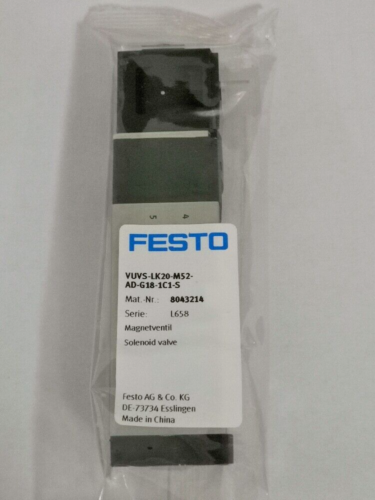 5 4
FESTO
VUVS-LK20-M52-
AD-G18-1C1-S
Mat.-Nr.: 8043214
Serie: L658
Magnetventil
Solenoid valve
Festo AG & Co. KG
DE-73734 Esslingen
Made in China